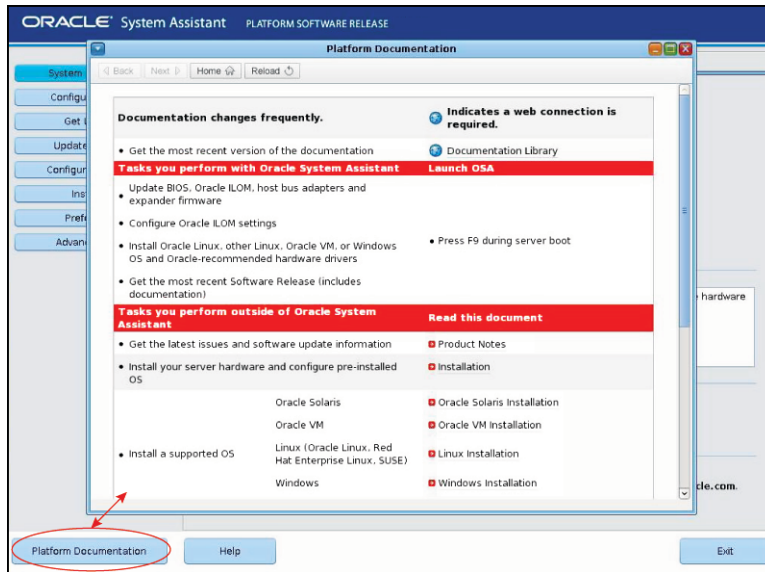 ORACLE System Assistant PLATFORM SOFTWARE RELEASE
Platform Documentation
Back Next Home Reload
System
Configu
Get
Update
Configur
Ins
Pref
Advan
Documentation changes frequently.
Indicates a web connection is
required.
• Get the most recent version of the documentation
Documentation Library
Tasks you perform with Oracle System Assistant
Launch OSA
• Update BIOS, Oracle ILOM, host bus adapters and
expander firmware
• Configure Oracle ILOM settings
• Install Oracle Linux, other Linux, Oracle VM, or Windows
OS and Oracle-recommended hardware drivers
• Press F9 during server boot
• Get the most recent Software Release (includes
documentation)
Tasks you perform outside of Oracle System
Assistant
Read this document
• Get the latest issues and software update information
Product Notes
• Install your server hardware and configure pre-installed
OS
Installation
• Install a supported OS
Oracle Solaris
Oracle Solaris Installation
Oracle VM
Oracle VM Installation
Linux (Oracle Linux, Red
Hat Enterprise Linux, SUSE)
Linux Installation
Windows
Windows Installation
hardware
cle.com.
Platform Documentation
Help
Exit